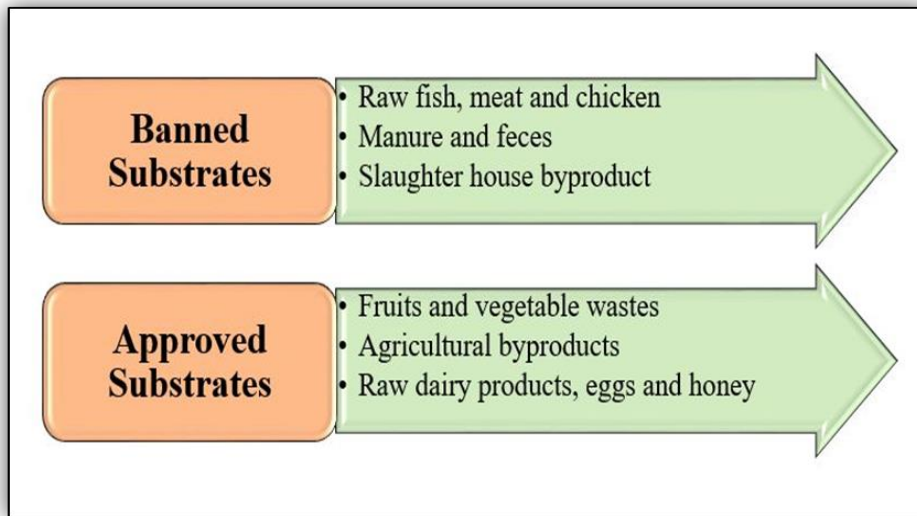 Banned
Substrates
• Raw fish, meat and chicken
• Manure and feces
• Slaughter house byproduct
Approved
Substrates
• Fruits and vegetable wastes
• Agricultural byproducts
• Raw dairy products, eggs and honey